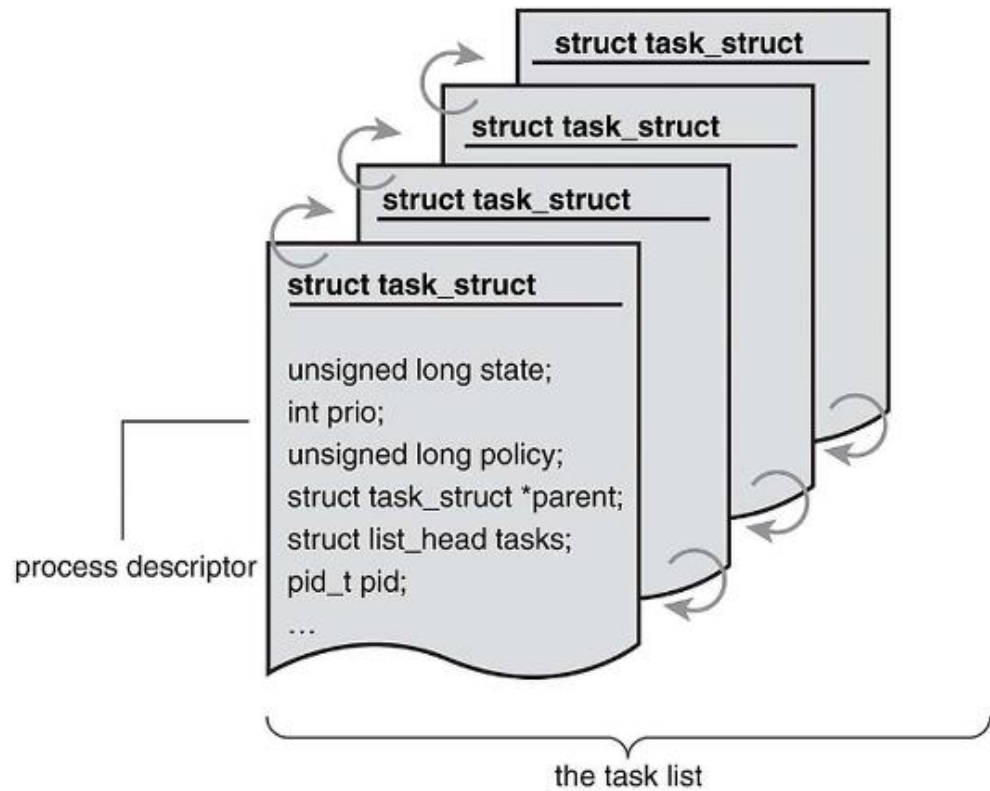 struct task_struct
struct task_struct
struct task_struct
struct task_struct
unsigned long state;
int prio;
unsigned long policy;
struct task_struct *parent;
struct list_head tasks;
pid_t pid;
...
process descriptor
the task list